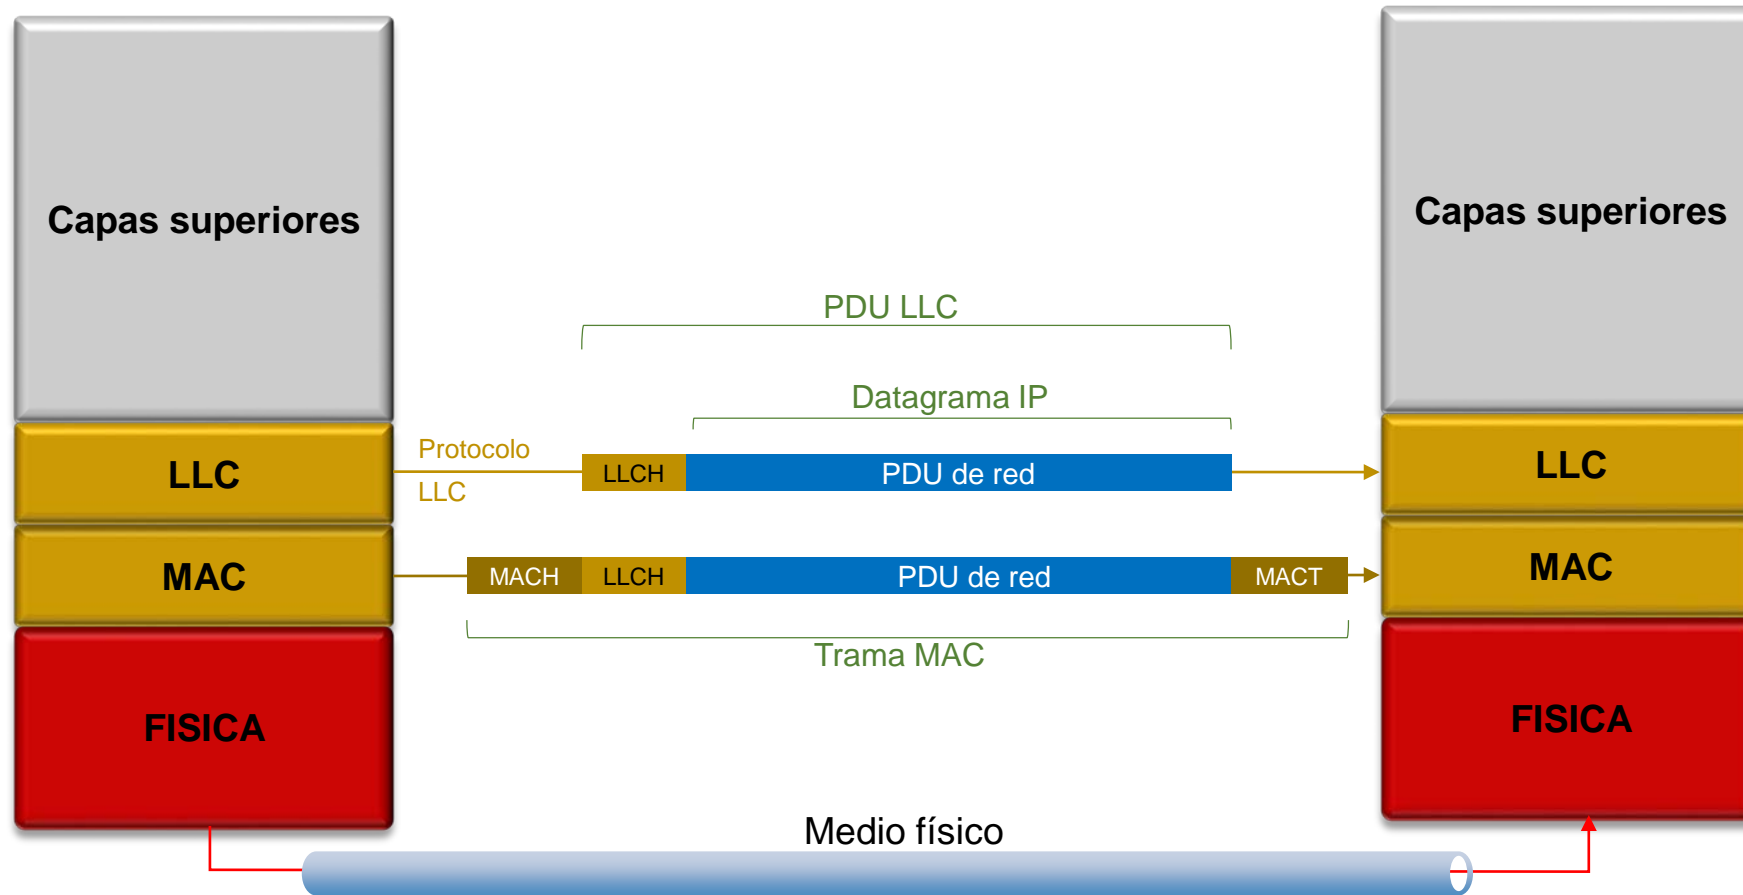 Capas superiores
Capas superiores
PDU LLC
Datagrama IP
Protocolo
LLC
LLC
LLCH
PDU de red
LLC
MAC
MACH
LLCH
PDU de red
MACT
MAC
Trama MAC
FISICA
FISICA
Medio físico